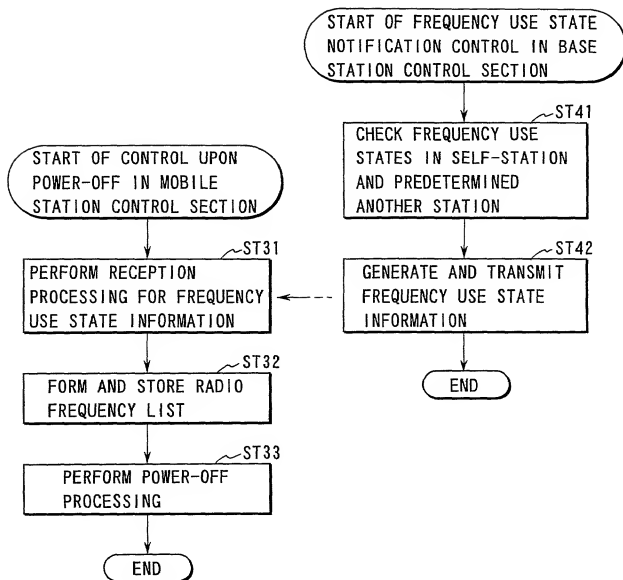 START OF FREQUENCY USE STATE
NOTIFICATION CONTROL IN BASE
STATION CONTROL SECTION
ST41
CHECK FREQUENCY USE
STATES IN SELF-STATION
AND PREDETERMINED
ANOTHER STATION
ST42
GENERATE AND TRANSMIT
FREQUENCY USE STATE
INFORMATION
END
START OF CONTROL UPON
POWER-OFF IN MOBILE
STATION CONTROL SECTION
ST31
PERFORM RECEPTION
PROCESSING FOR FREQUENCY
USE STATE INFORMATION
ST32
FORM AND STORE RADIO
FREQUENCY LIST
ST33
PERFORM POWER-OFF
PROCESSING
END